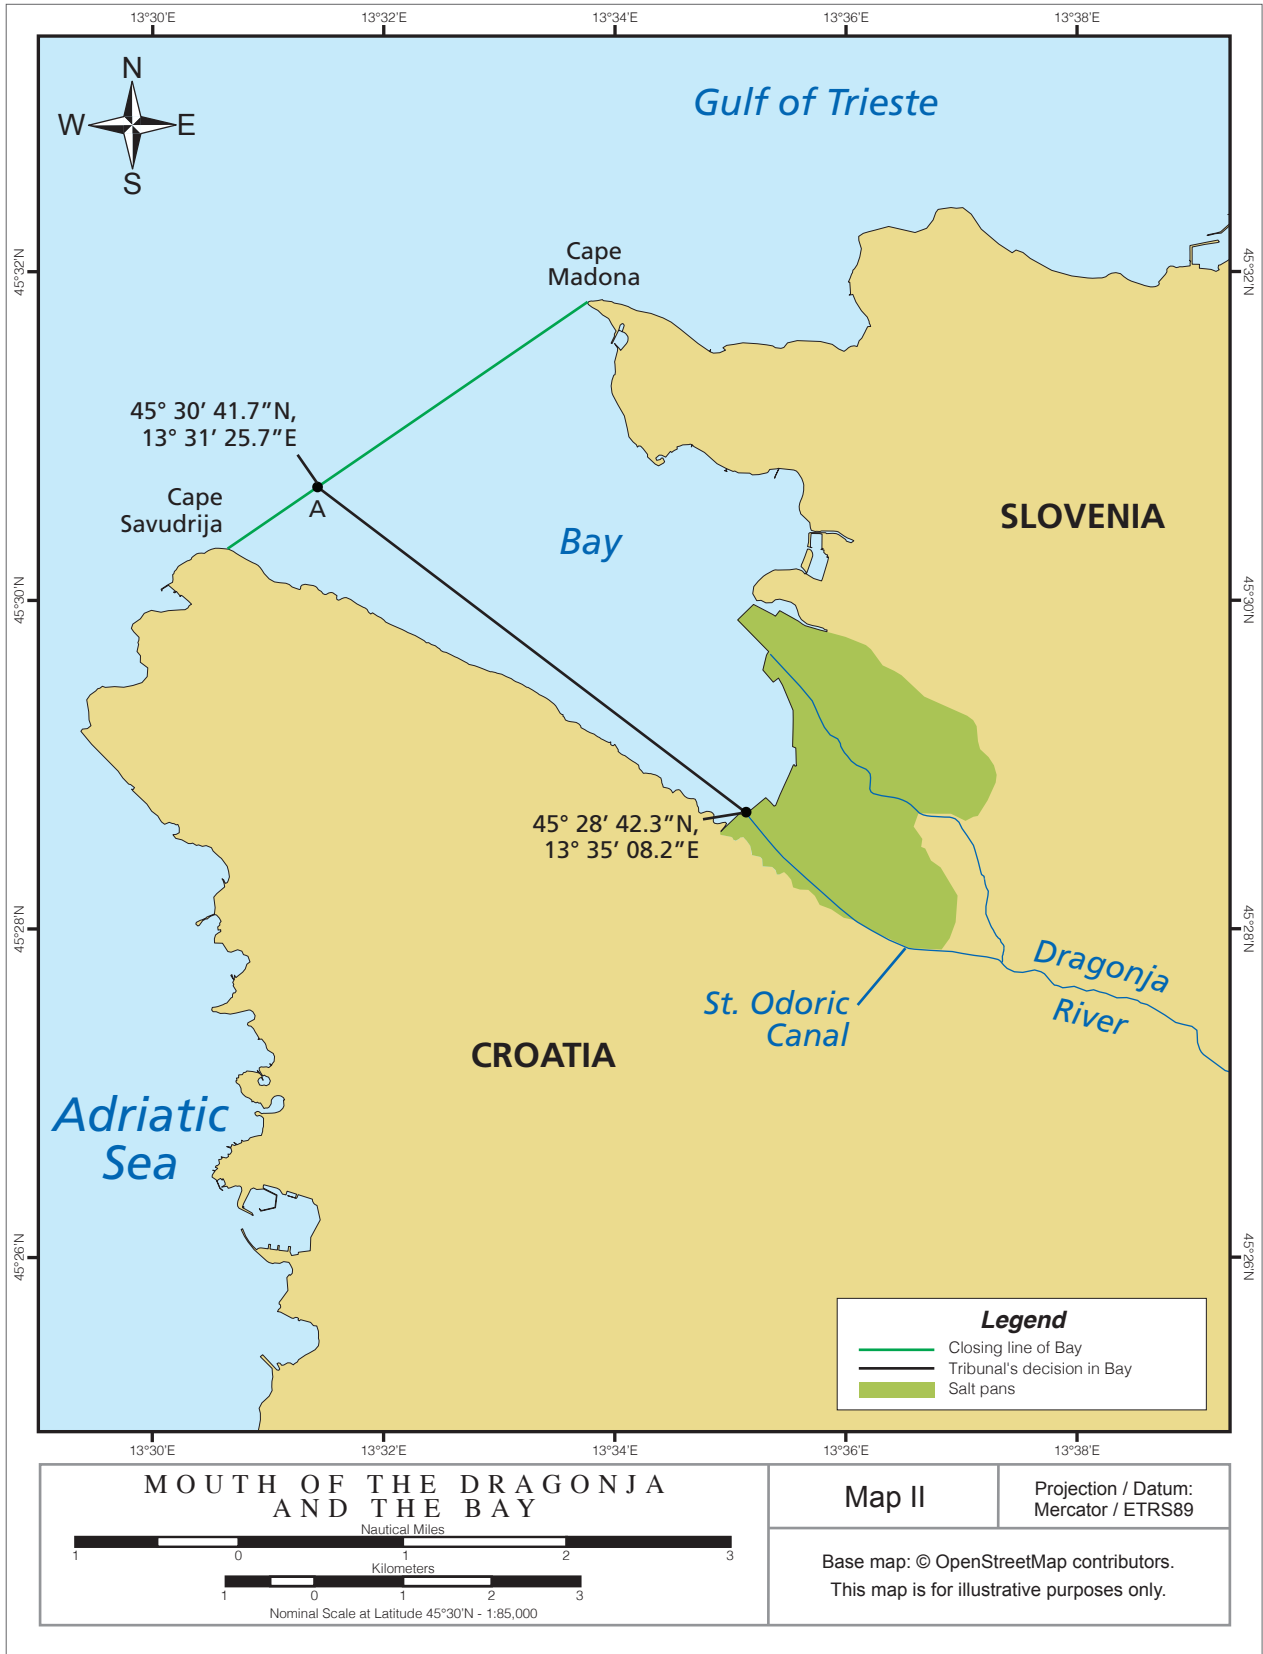 13°30'E
13°32'E
13°34'E
13°36'E
13°38'E
N
W
E
S
Gulf of Trieste
45°32'N
45°32'N
Cape
Madona
45° 30’ 41.7”N,
13° 31’ 25.7”E
Cape
Savudrija
A
Bay
SLOVENIA
45°30'N
45°30'N
45° 28’ 42.3”N,
13° 35’ 08.2”E
45°28'N
45°28'N
Dragonja
River
St. Odoric
Canal
CROATIA
Adriatic
Sea
45°26'N
45°26'N
Legend
Closing line of Bay
Tribunal's decision in Bay
Salt pans
13°30'E
13°32'E
13°34'E
13°36'E
13°38'E
MOUTH OF THE DRAGONJA
AND THE BAY
Nautical Miles
1 0 1 2 3
Kilometers
1 0 1 2 3
Nominal Scale at Latitude 45°30'N - 1:85,000
Map II
Projection / Datum:
Mercator / ETRS89
Base map: © OpenStreetMap contributors.
This map is for illustrative purposes only.